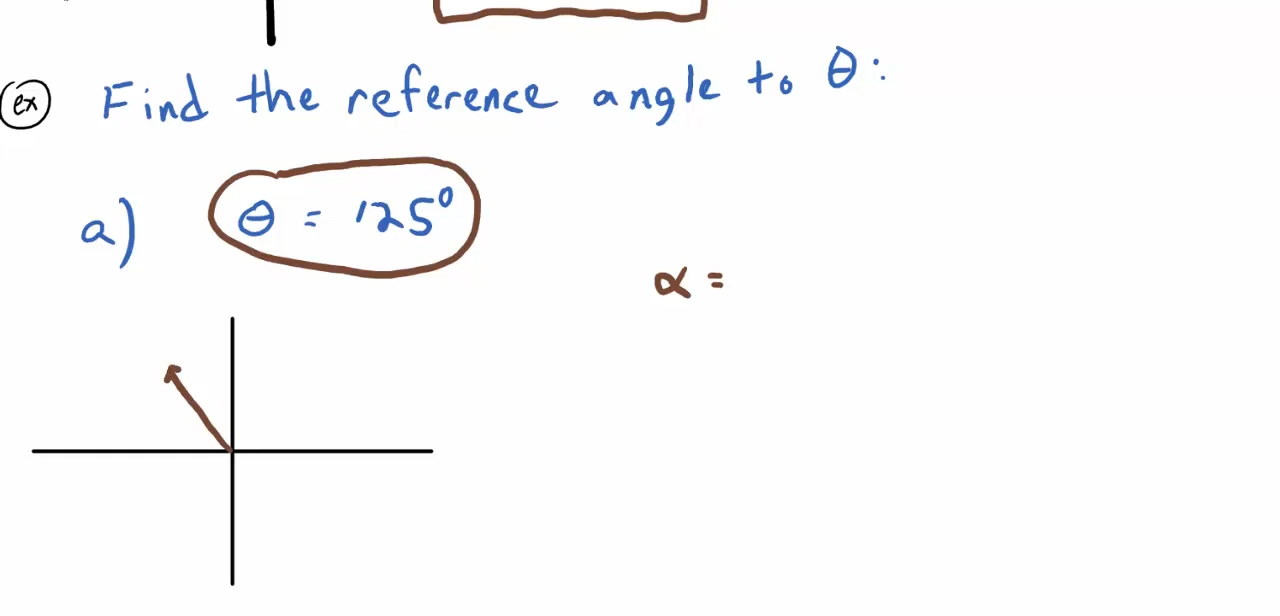 ex Find the reference angle to θ:
a) θ = 125°
α =